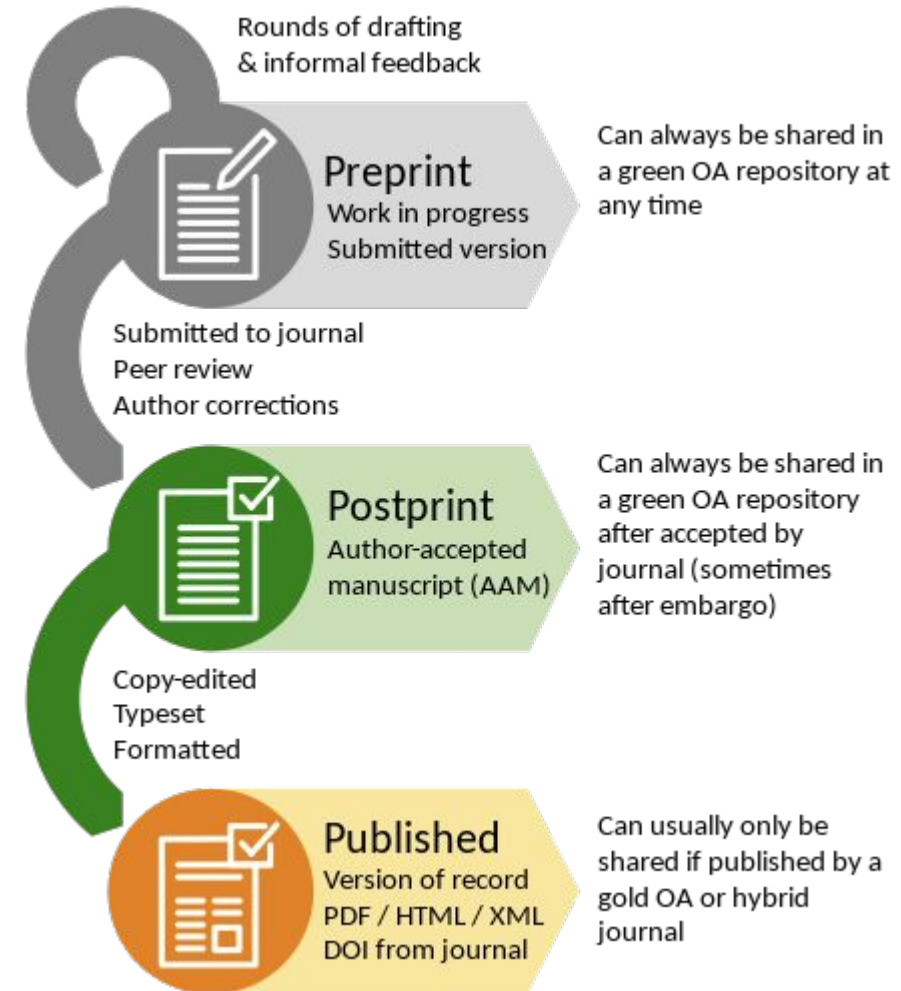 Rounds of drafting
& informal feedback
Preprint
Work in progress
Submitted version
Can always be shared in
a green OA repository at
any time
Submitted to journal
Peer review
Author corrections
Postprint
Author-accepted
manuscript (AAM)
Can always be shared in
a green OA repository
after accepted by
journal (sometimes
after embargo)
Copy-edited
Typeset
Formatted
Published
Version of record
PDF / HTML / XML
DOI from journal
Can usually only be
shared if published by a
gold OA or hybrid
journal